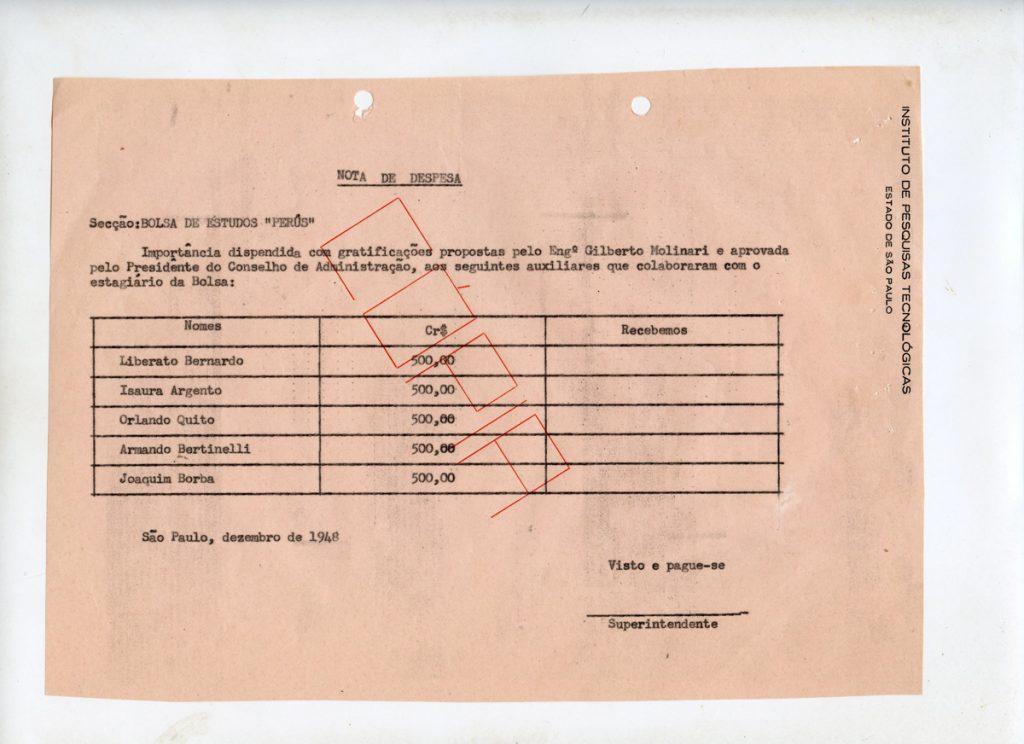 NOTA DE DESPESA
Secção:BOLSA DE ESTUDOS "PERÚS"
Importância dispendida com gratificações propostas pelo Engº Gilberto Molinari e aprovada
pelo Presidente do Conselho de Administração, aos seguintes auxiliares que colaboraram com o
estagiário da Bolsa:
Nomes Cr$ Recebemos
Liberato Bernardo 500,00
Isaura Argento 500,00
Orlando Quito 500,00
Armando Bertinelli 500,00
Joaquim Borba 500,00
São Paulo, dezembro de 1948
Visto e pague-se
Superintendente
INSTITUTO DE PESQUISAS TECNOLÓGICAS
ESTADO DE SÃO PAULO